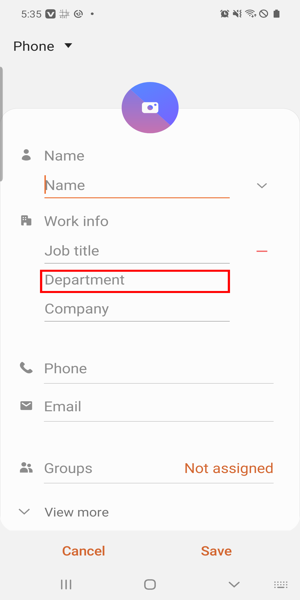 5:35
Phone
Name
Name
Work info
Job title
Department
Company
Phone
Email
Groups Not assigned
View more
Cancel Save